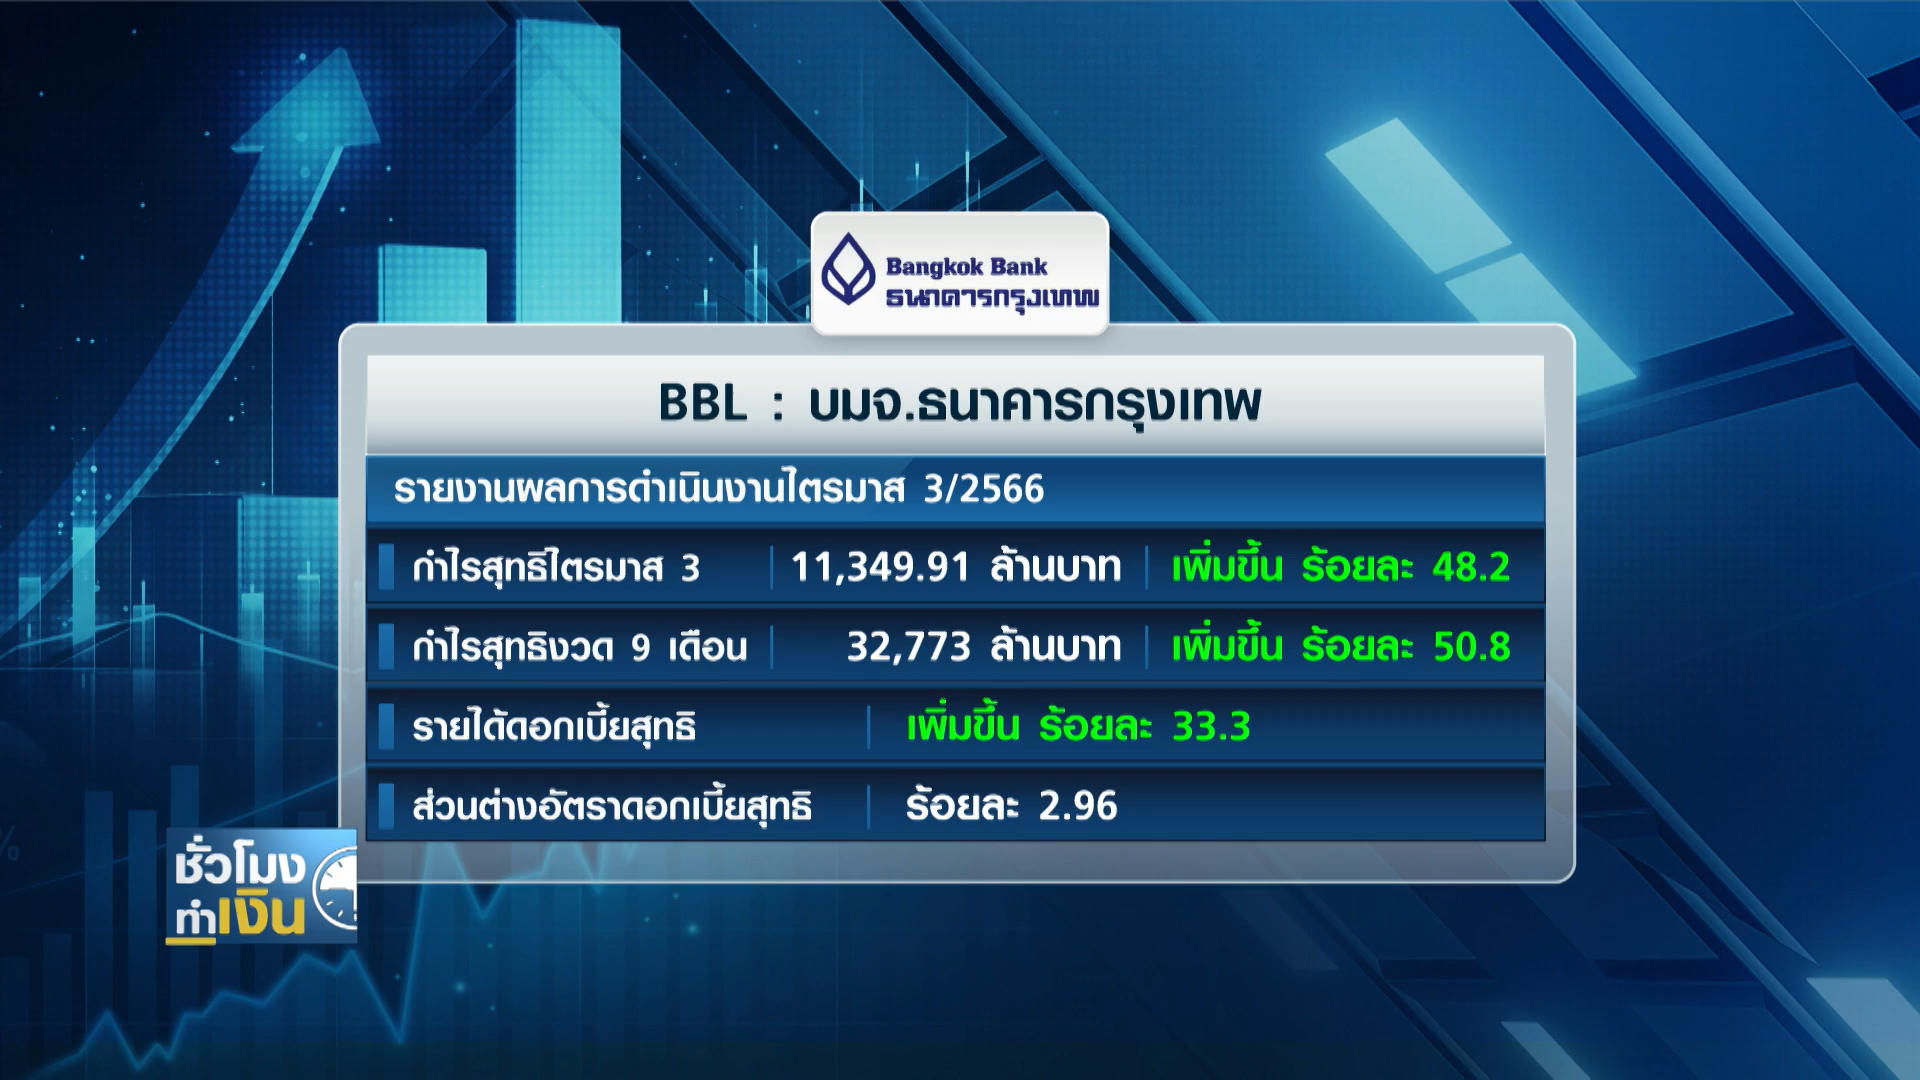 Bangkok Bank
ธนาคารกรุงเทพ
BBL : บมจ.ธนาคารกรุงเทพ
รายงานผลการดำเนินงานไตรมาส 3/2566
กำไรสุทธิไตรมาส 3 11,349.91 ล้านบาท เพิ่มขึ้น ร้อยละ 48.2
กำไรสุทธิงวด 9 เดือน 32,773 ล้านบาท เพิ่มขึ้น ร้อยละ 50.8
รายได้ดอกเบี้ยสุทธิ เพิ่มขึ้น ร้อยละ 33.3
ส่วนต่างอัตราดอกเบี้ยสุทธิ ร้อยละ 2.96
%
ชั่วโมง
ทำเงิน